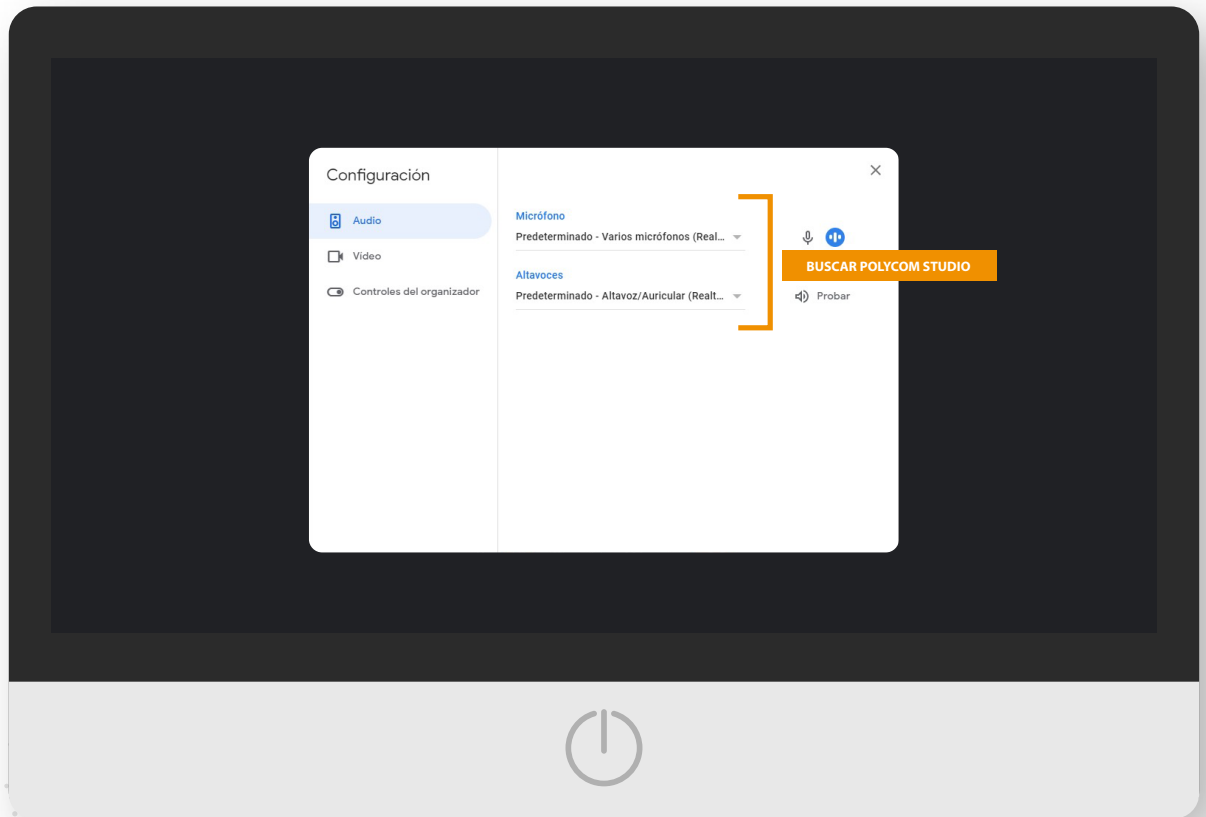 Configuración
Audio
Vídeo
Controles del organizador
Micrófono
Predeterminado - Varios micrófonos (Real...
Altavoces
Predeterminado - Altavoz/Auricular (Realt...
BUSCAR POLYCOM STUDIO
Probar